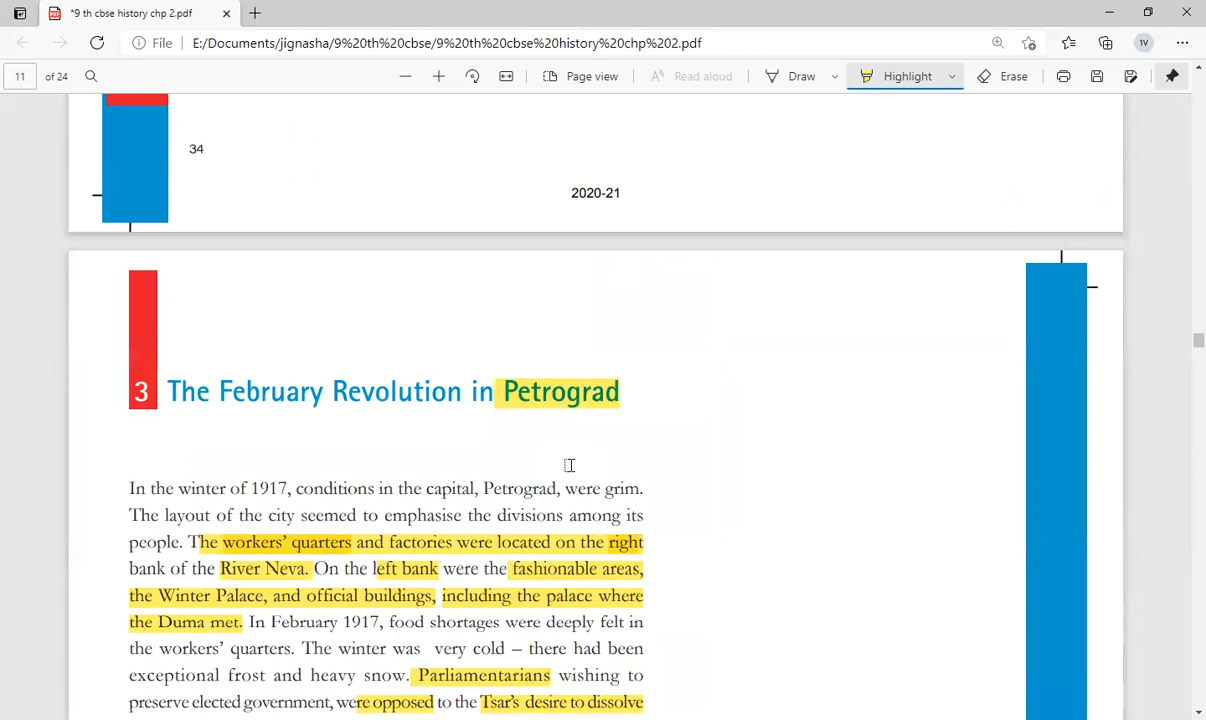 *9 th cbse history chp 2.pdf
File E:/Documents/jignasha/9%20th%20cbse/9%20th%20cbse%20history%20chp%202.pdf
1V
11 of 24 Page view Read aloud Draw Highlight Erase
34
2020-21
3 The February Revolution in Petrograd
In the winter of 1917, conditions in the capital, Petrograd, were grim.
The layout of the city seemed to emphasise the divisions among its
people. The workers’ quarters and factories were located on the right
bank of the River Neva. On the left bank were the fashionable areas,
the Winter Palace, and official buildings, including the palace where
the Duma met. In February 1917, food shortages were deeply felt in
the workers’ quarters. The winter was very cold – there had been
exceptional frost and heavy snow. Parliamentarians wishing to
preserve elected government, were opposed to the Tsar’s desire to dissolve